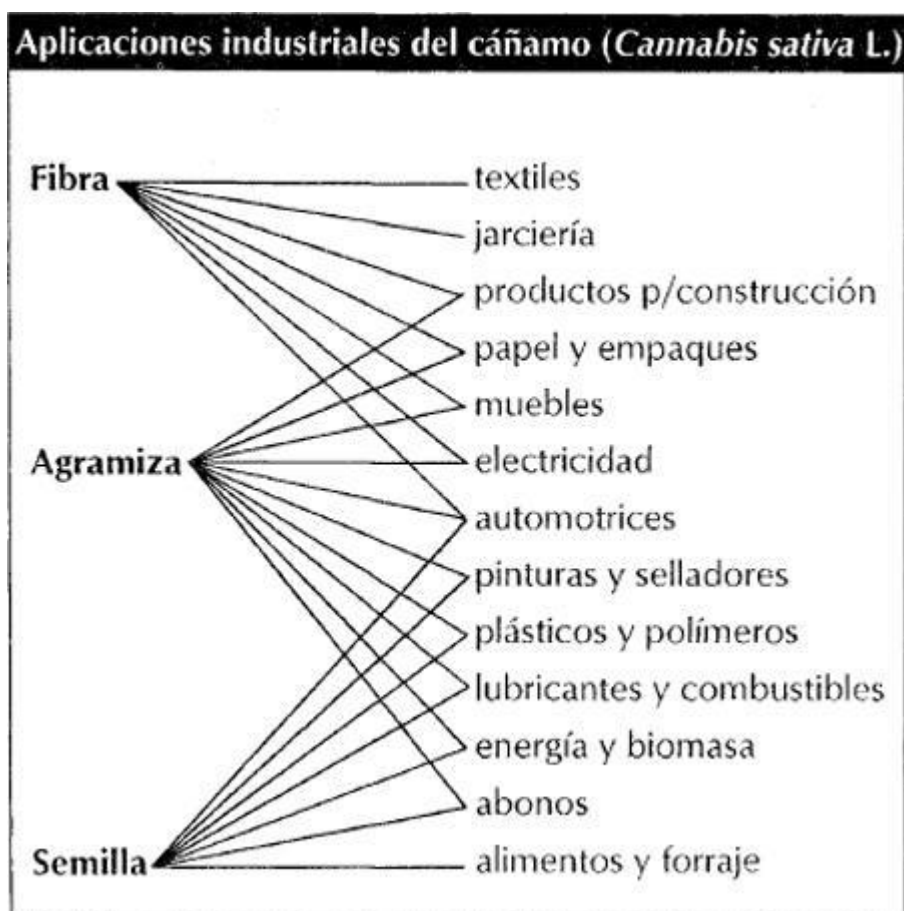 Aplicaciones industriales del cáñamo (Cannabis sativa L.)
Fibra
textiles
jarciería
productos p/construcción
papel y empaques
muebles
Agramiza
electricidad
automotrices
pinturas y selladores
plásticos y polímeros
lubricantes y combustibles
energía y biomasa
abonos
Semilla
alimentos y forraje